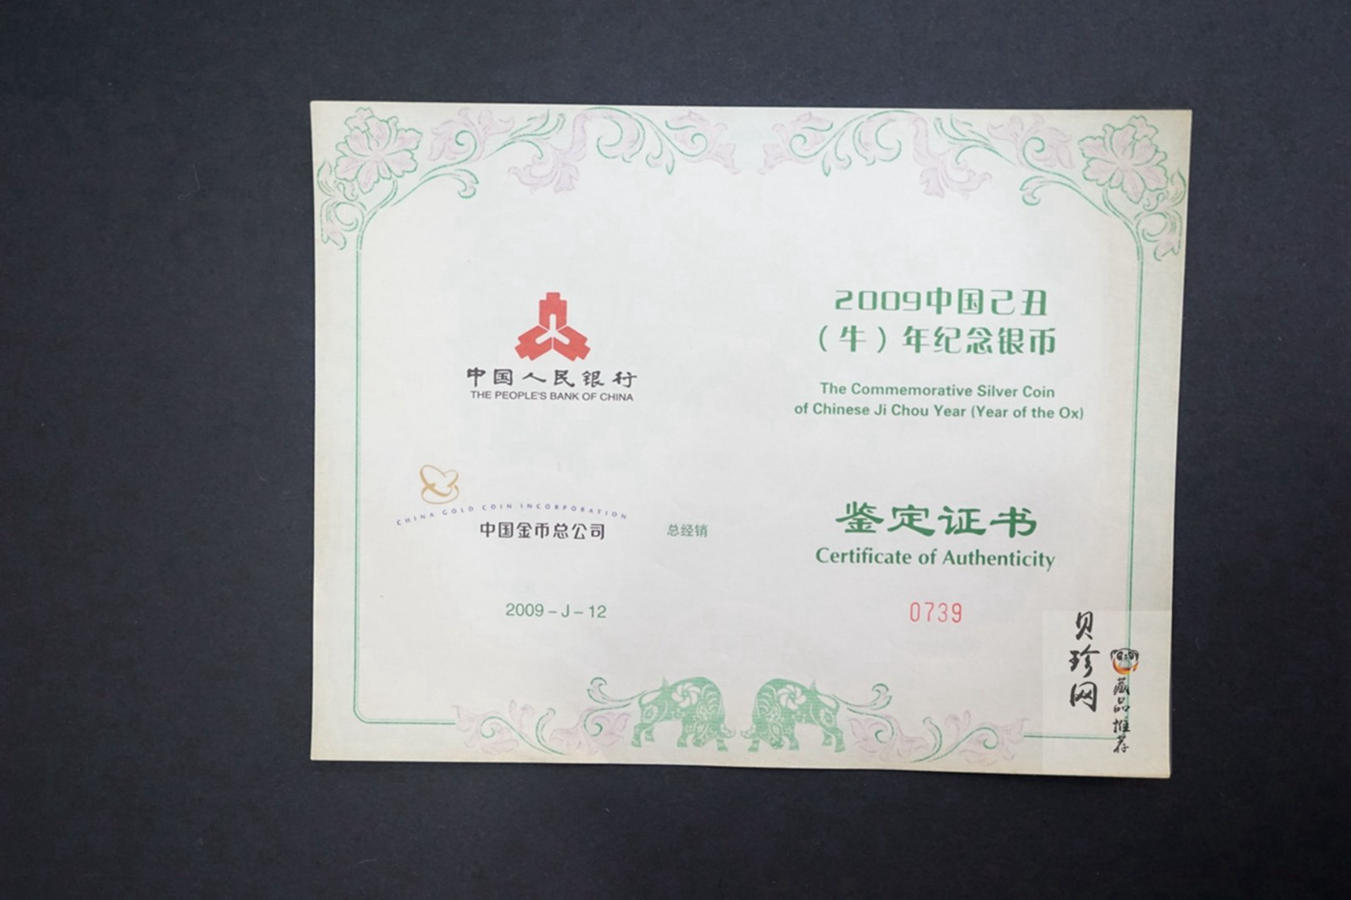 中国人民银行
THE PEOPLE'S BANK OF CHINA
CHINA GOLD COIN INCORPORATION
中国金币总公司
总经销
2009-J-12
2009中国己丑
（牛）年纪念银币
The Commemorative Silver Coin
of Chinese Ji Chou Year (Year of the Ox)
鉴定证书
Certificate of Authenticity
0739
贝珍网
藏品推荐